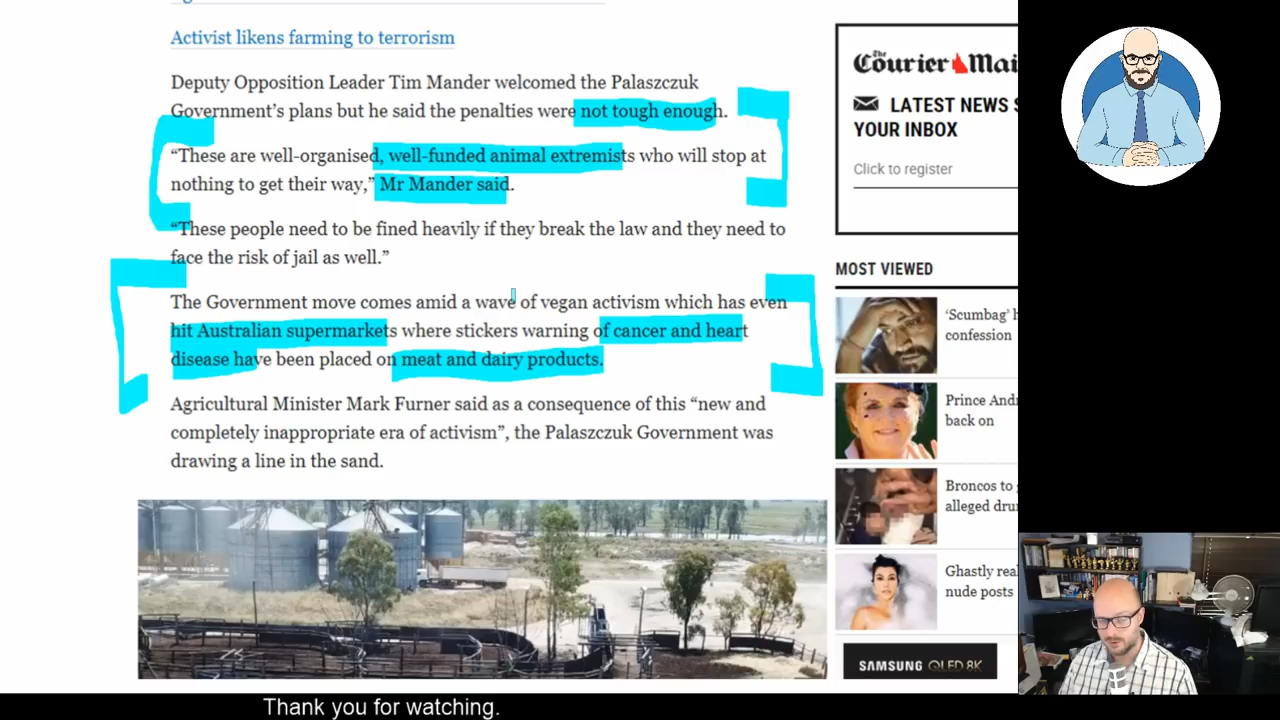 Activist likens farming to terrorism
Deputy Opposition Leader Tim Mander welcomed the Palaszczuk
Government's plans but he said the penalties were not tough enough.
“These are well-organised, well-funded animal extremists who will stop at
nothing to get their way,” Mr Mander said.
“These people need to be fined heavily if they break the law and they need to
face the risk of jail as well.”
The Government move comes amid a wave of vegan activism which has even
hit Australian supermarkets where stickers warning of cancer and heart
disease have been placed on meat and dairy products.
Agricultural Minister Mark Furner said as a consequence of this “new and
completely inappropriate era of activism”, the Palaszczuk Government was
drawing a line in the sand.
The Courier Mai
LATEST NEWS S
YOUR INBOX
Click to register
MOST VIEWED
‘Scumbag’ h
confession
Prince Andr
back on
Broncos to
alleged dru
Ghastly rea
nude posts
SAMSUNG QLED 8K
Thank you for watching.